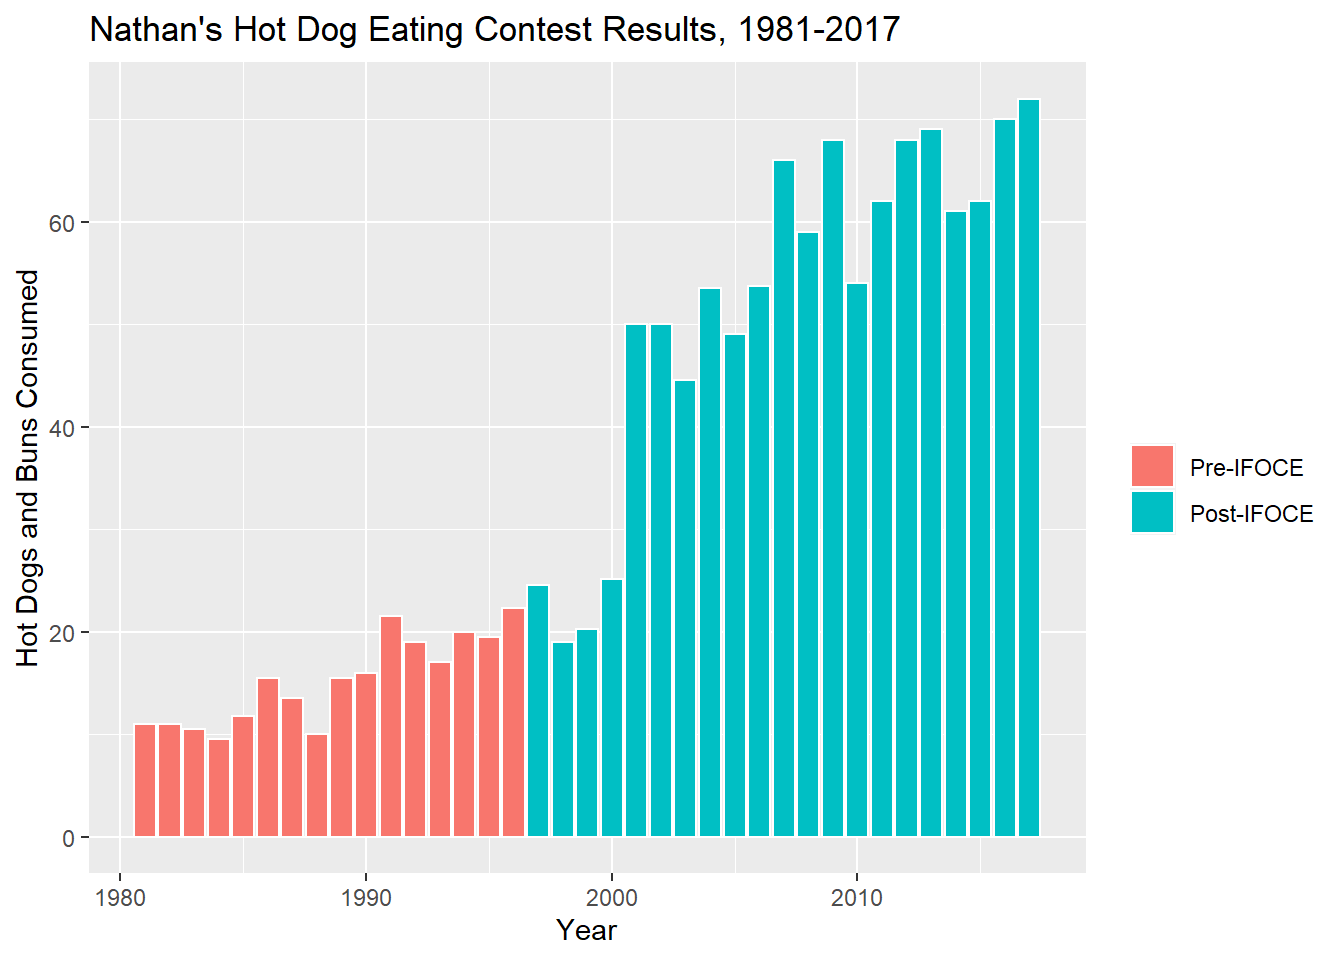 Nathan's Hot Dog Eating Contest Results, 1981-2017
Hot Dogs and Buns Consumed
60
40
20
0
1980 1990 2000 2010
Year
Pre-IFOCE
Post-IFOCE